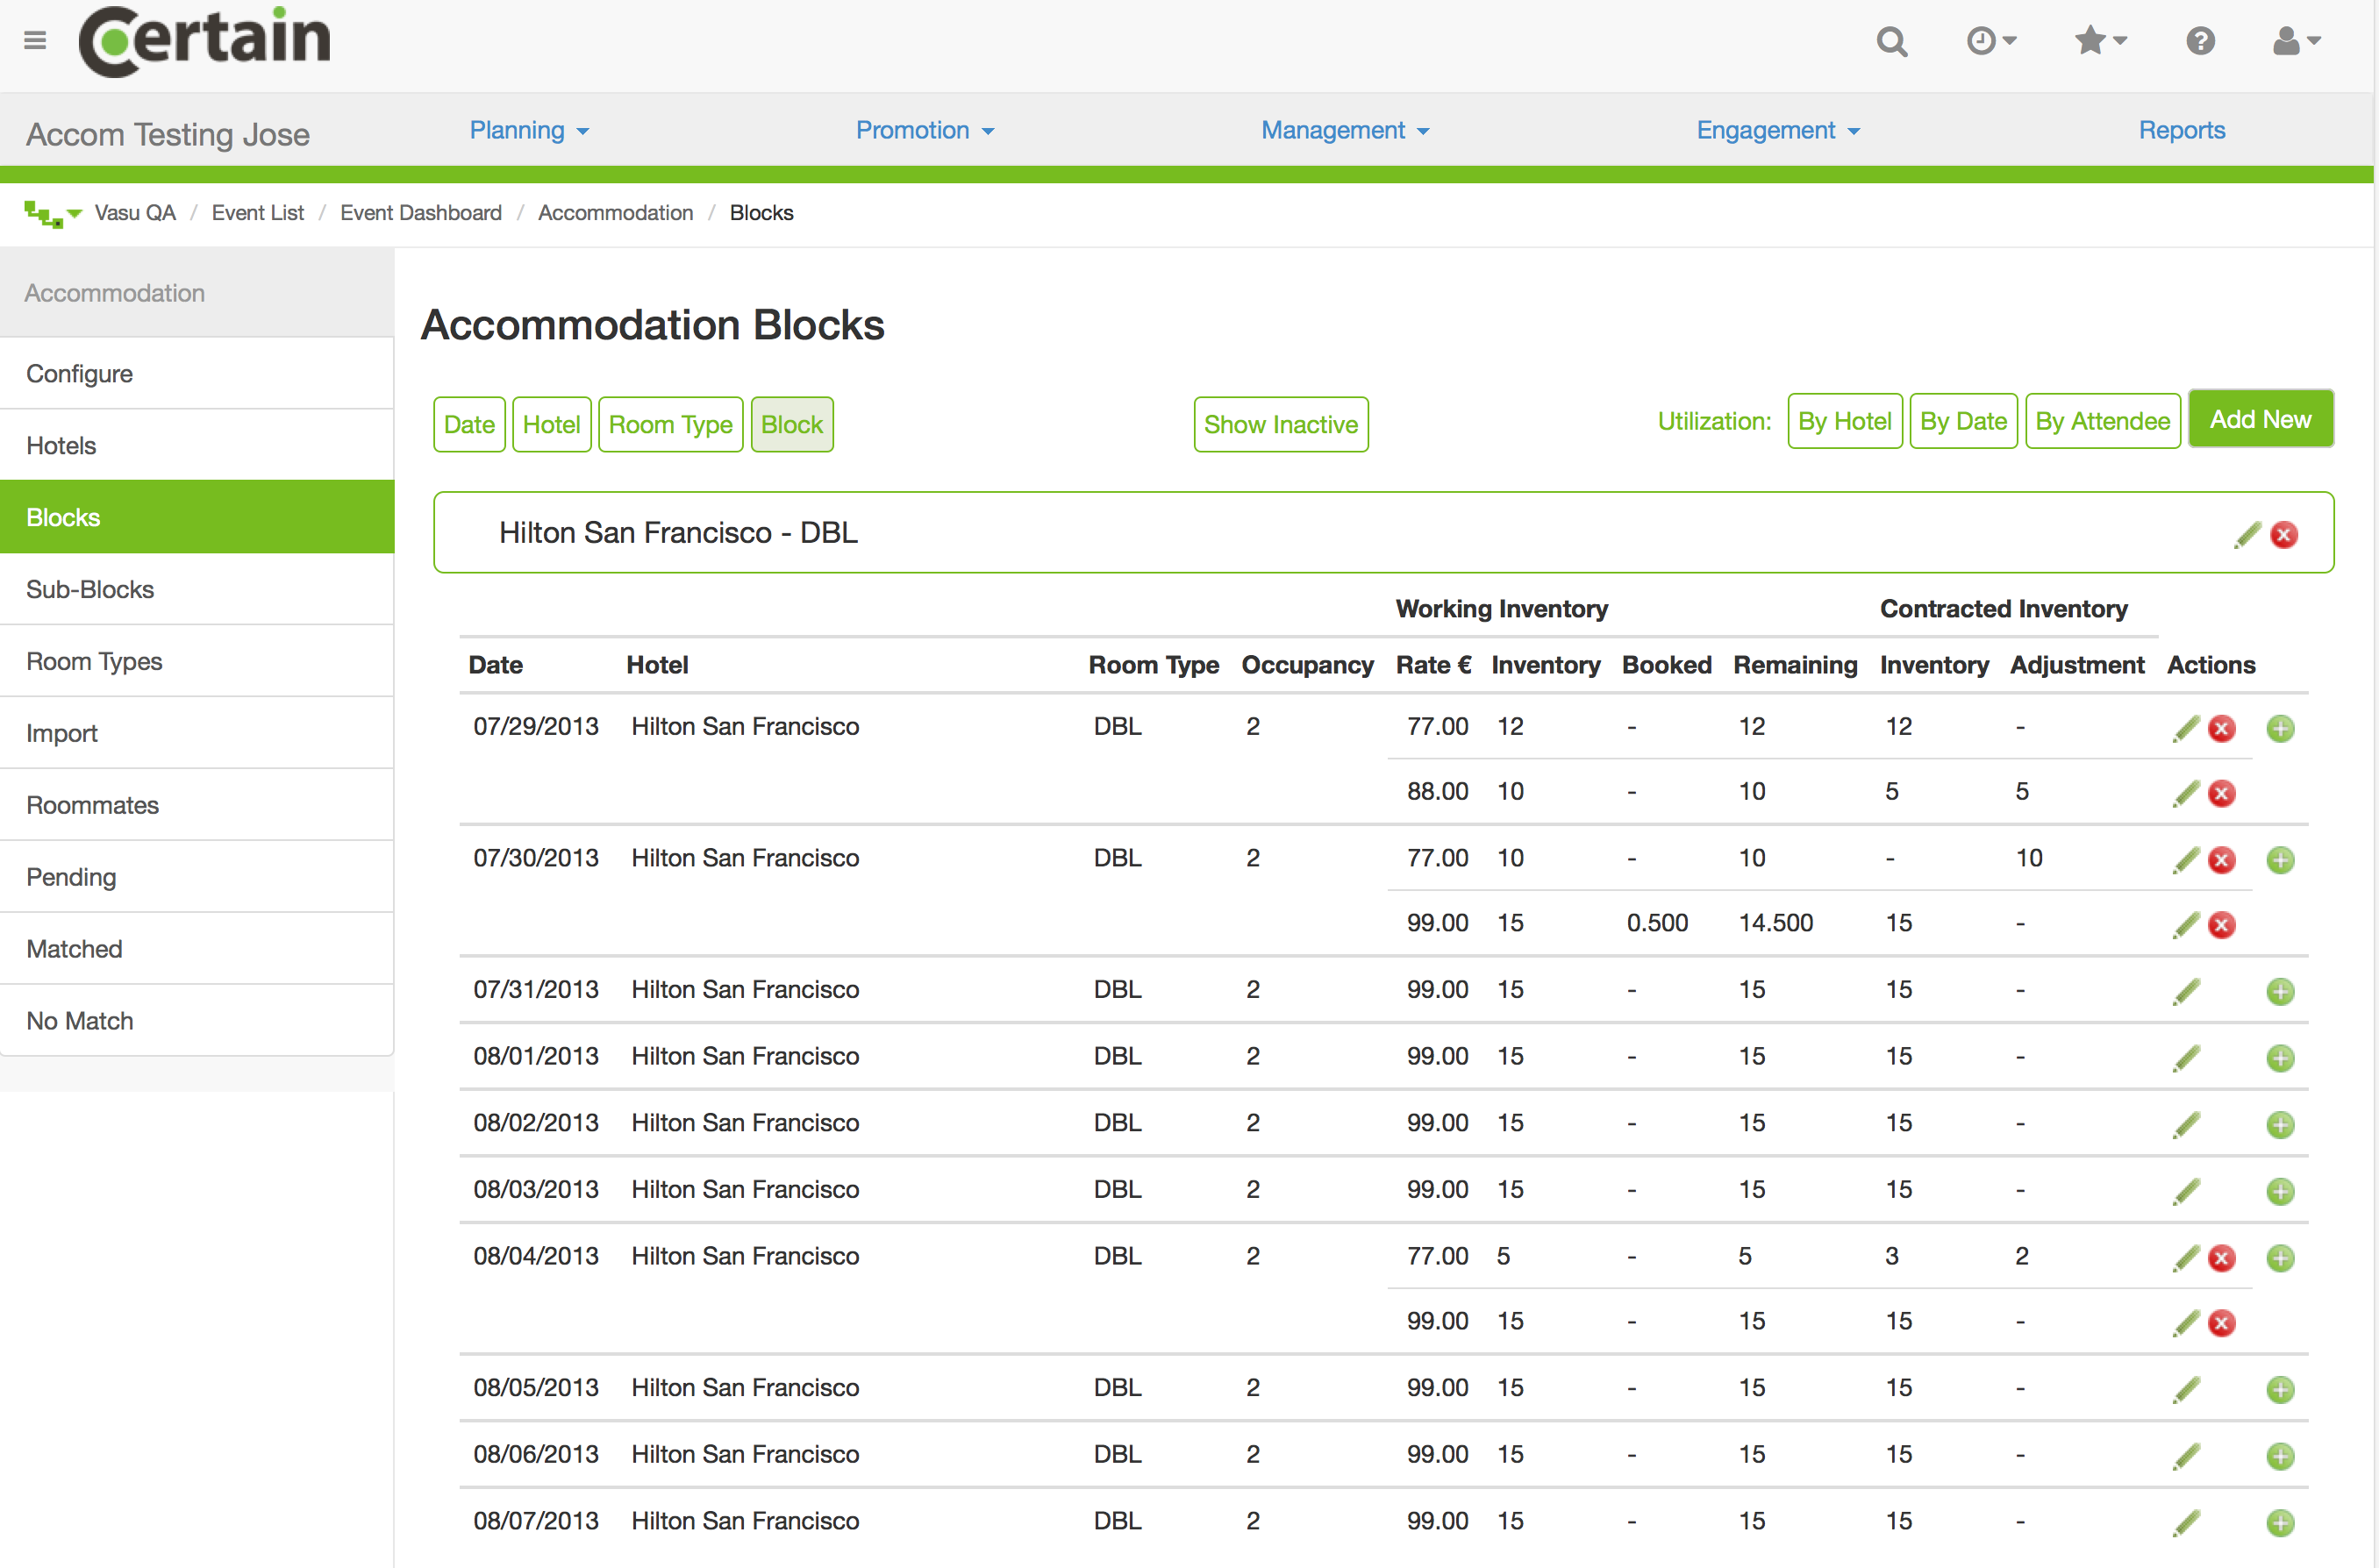 Certain
Accom Testing Jose Planning Promotion Management Engagement Reports
Vasu QA / Event List / Event Dashboard / Accommodation / Blocks
Accommodation
Configure
Hotels
Blocks
Sub-Blocks
Room Types
Import
Roommates
Pending
Matched
No Match
Accommodation Blocks
Date Hotel Room Type Block Show Inactive Utilization: By Hotel By Date By Attendee Add New
Hilton San Francisco - DBL
Working Inventory Contracted Inventory
Date Hotel Room Type Occupancy Rate € Inventory Booked Remaining Inventory Adjustment Actions
07/29/2013 Hilton San Francisco DBL 2 77.00 12 - 12 12 -
88.00 10 - 10 5 5
07/30/2013 Hilton San Francisco DBL 2 77.00 10 - 10 - 10
99.00 15 0.500 14.500 15 -
07/31/2013 Hilton San Francisco DBL 2 99.00 15 - 15 15 -
08/01/2013 Hilton San Francisco DBL 2 99.00 15 - 15 15 -
08/02/2013 Hilton San Francisco DBL 2 99.00 15 - 15 15 -
08/03/2013 Hilton San Francisco DBL 2 99.00 15 - 15 15 -
08/04/2013 Hilton San Francisco DBL 2 77.00 5 - 5 3 2
99.00 15 - 15 15 -
08/05/2013 Hilton San Francisco DBL 2 99.00 15 - 15 15 -
08/06/2013 Hilton San Francisco DBL 2 99.00 15 - 15 15 -
08/07/2013 Hilton San Francisco DBL 2 99.00 15 - 15 15 -